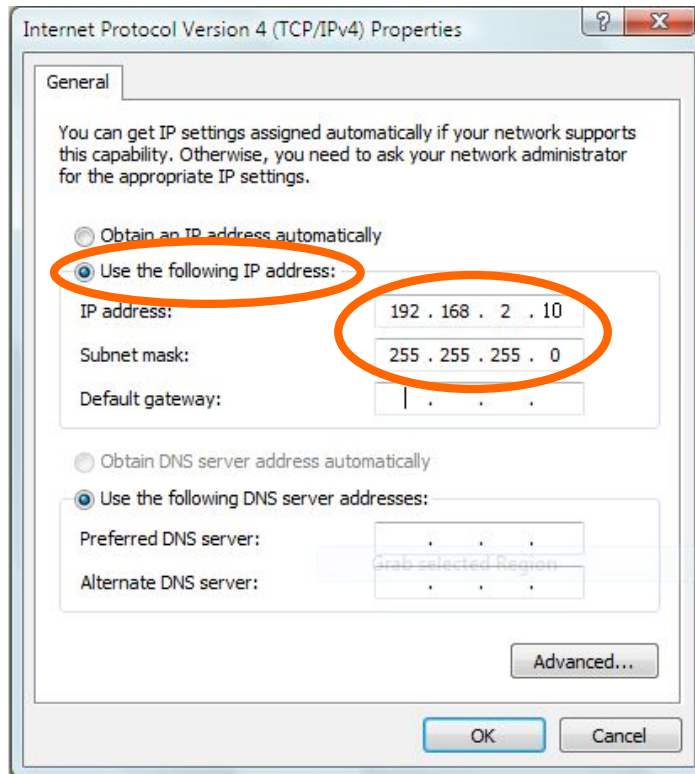 Internet Protocol Version 4 (TCP/IPv4) Properties
?
General
You can get IP settings assigned automatically if your network supports
this capability. Otherwise, you need to ask your network administrator
for the appropriate IP settings.
Obtain an IP address automatically
Use the following IP address:
IP address: 192 . 168 . 2 . 10
Subnet mask: 255 . 255 . 255 . 0
Default gateway: . . .
Obtain DNS server address automatically
Use the following DNS server addresses:
Preferred DNS server: . . .
Grab selected Region
Alternate DNS server: . . .
Advanced...
OK Cancel